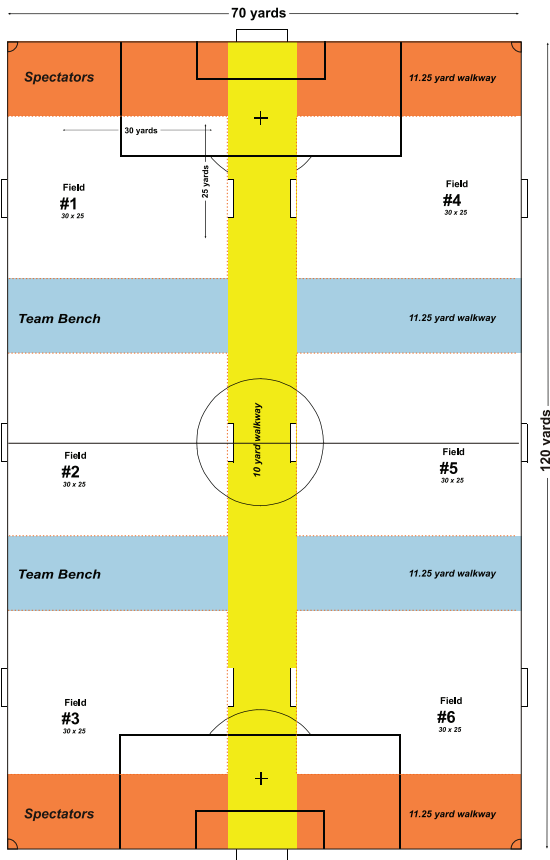 70 yards
Spectators
11.25 yard walkway
30 yards
25 yards
Field
#1
30 x 25
Field
#4
30 x 25
Team Bench
11.25 yard walkway
10 yard walkway
120 yards
Field
#2
30 x 25
Field
#5
30 x 25
Team Bench
11.25 yard walkway
Field
#3
30 x 25
Field
#6
30 x 25
Spectators
11.25 yard walkway